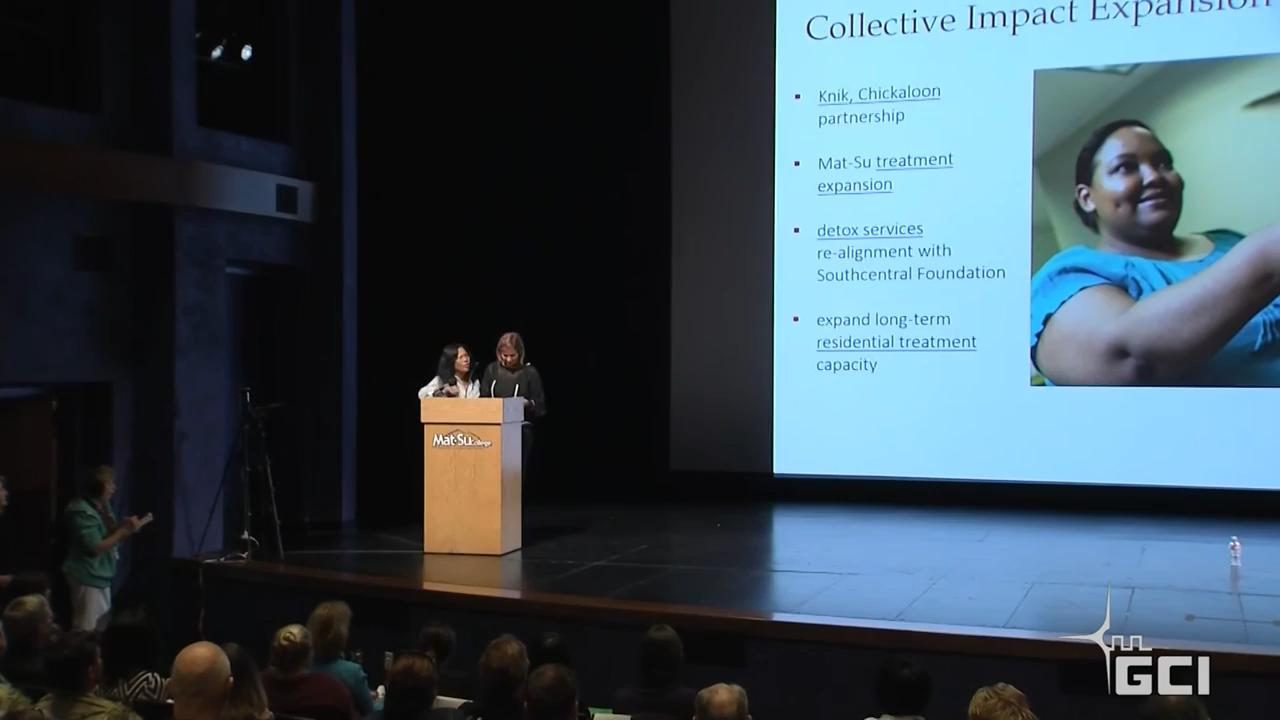 Collective Impact Expansion
▪ Knik, Chickaloon
partnership
▪ Mat-Su treatment
expansion
▪ detox services
re-alignment with
Southcentral Foundation
▪ expand long-term
residential treatment
capacity
Mat-Su College
GCI